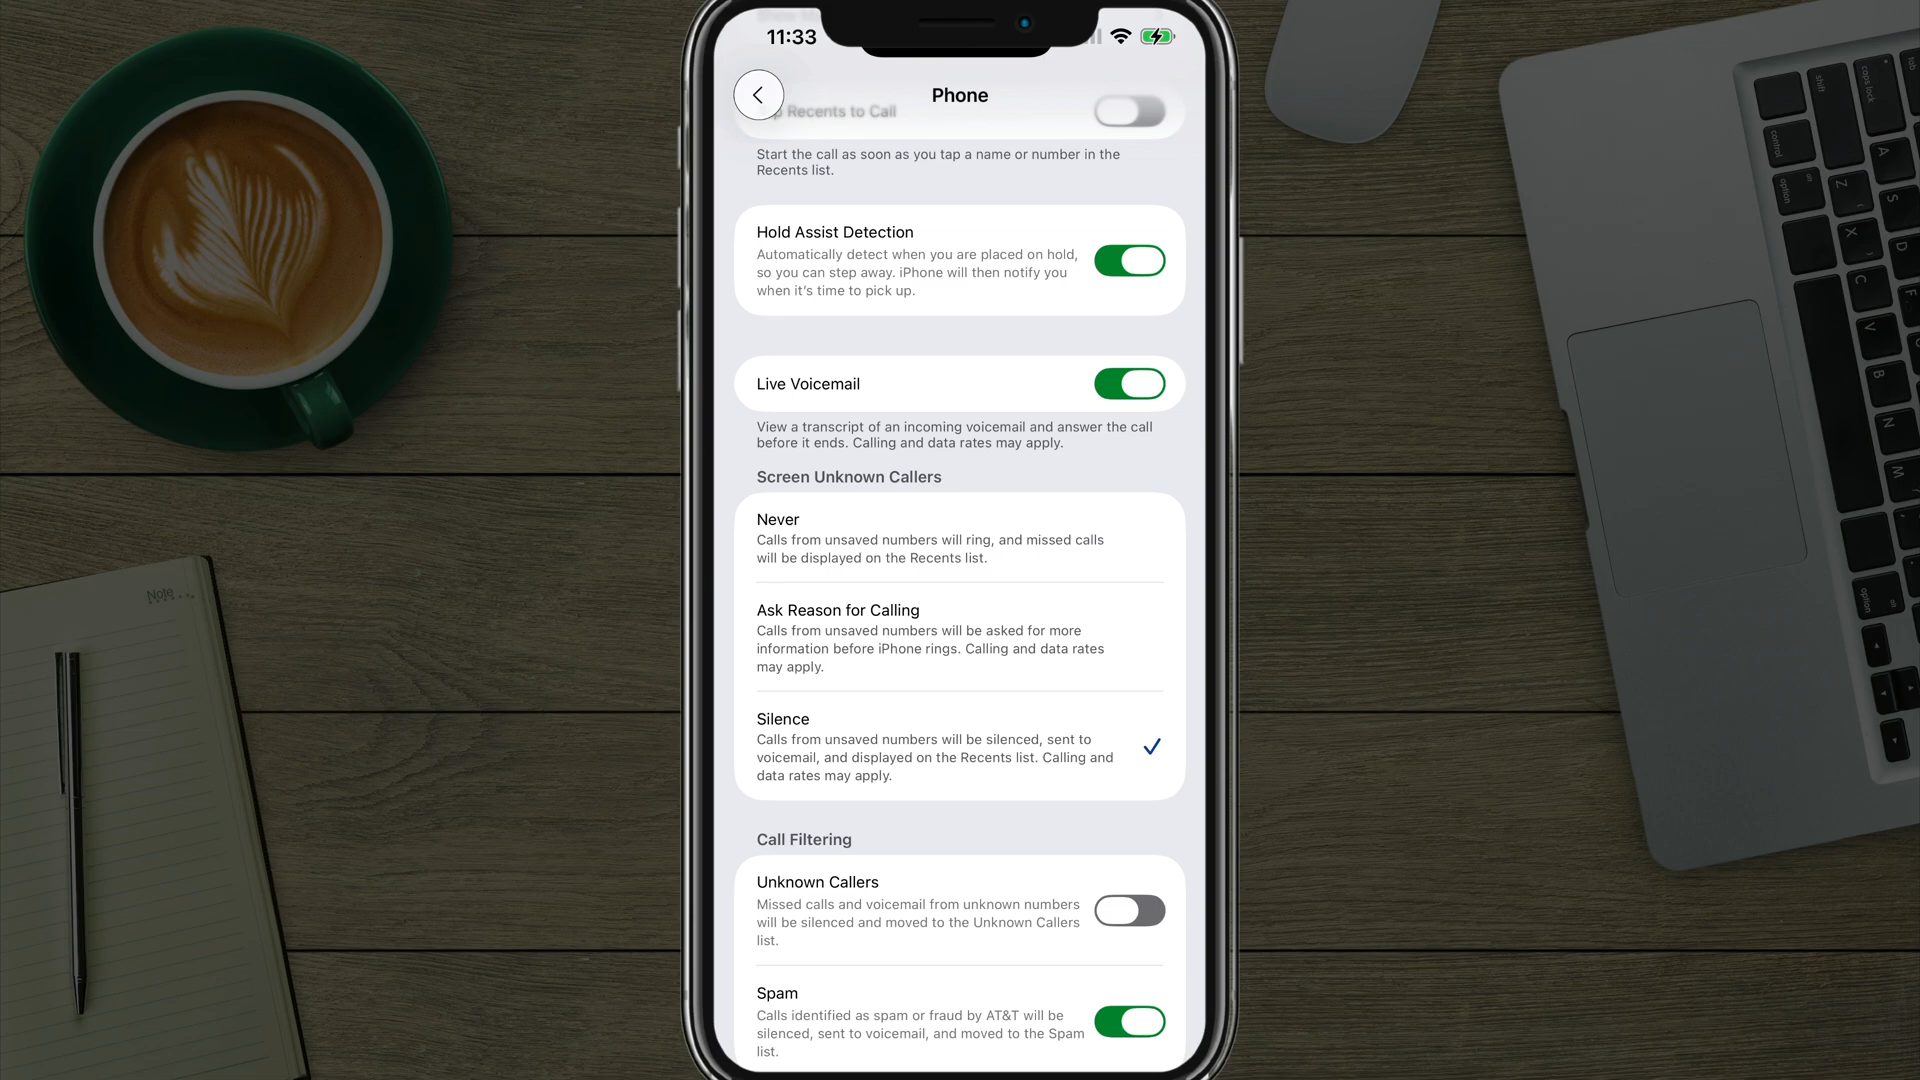 11:33
Phone
Recents to Call
Start the call as soon as you tap a name or number in the
Recents list.
Hold Assist Detection
Automatically detect when you are placed on hold,
so you can step away. iPhone will then notify you
when it's time to pick up.
Live Voicemail
View a transcript of an incoming voicemail and answer the call
before it ends. Calling and data rates may apply.
Screen Unknown Callers
Never
Calls from unsaved numbers will ring, and missed calls
will be displayed on the Recents list.
Ask Reason for Calling
Calls from unsaved numbers will be asked for more
information before iPhone rings. Calling and data rates
may apply.
Silence
Calls from unsaved numbers will be silenced, sent to
voicemail, and displayed on the Recents list. Calling and
data rates may apply.
Call Filtering
Unknown Callers
Missed calls and voicemail from unknown numbers
will be silenced and moved to the Unknown Callers
list.
Spam
Calls identified as spam or fraud by AT&T will be
silenced, sent to voicemail, and moved to the Spam
list.
Note
tab
caps lock
shift
control
option
A
Z
S
X
D
C
F
V
B
N
M
option